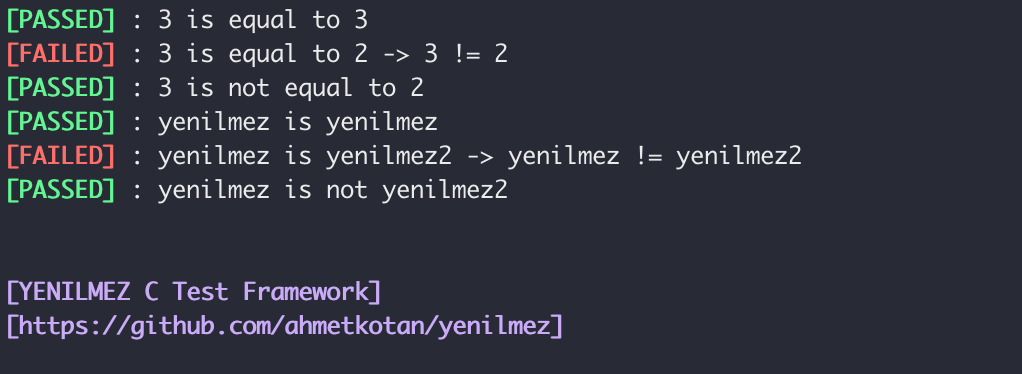 [PASSED] : 3 is equal to 3
[FAILED] : 3 is equal to 2 -> 3 != 2
[PASSED] : 3 is not equal to 2
[PASSED] : yenilmez is yenilmez
[FAILED] : yenilmez is yenilmez2 -> yenilmez != yenilmez2
[PASSED] : yenilmez is not yenilmez2
[YENILMEZ C Test Framework]
[https://github.com/ahmetkotan/yenilmez]